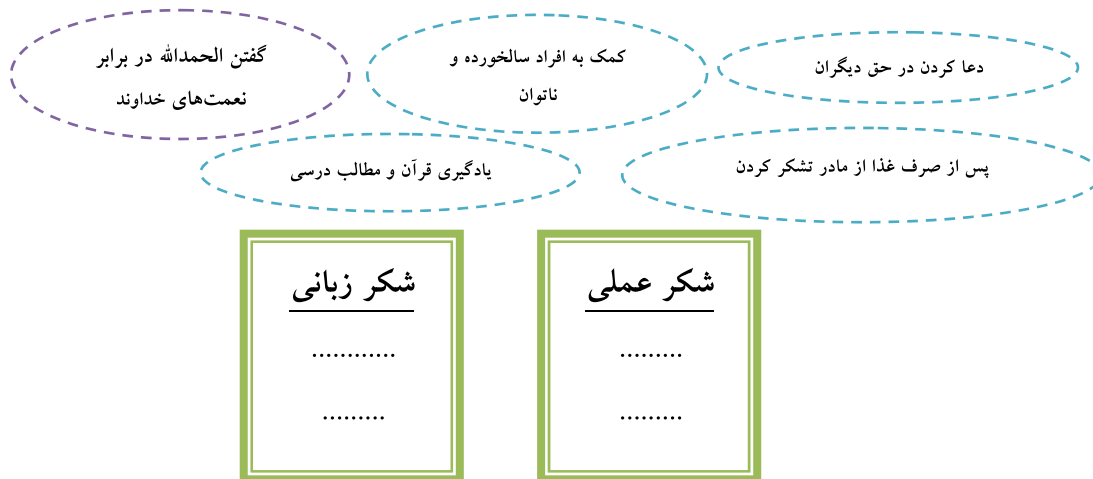 دعا کردن در حق دیگران
کمک به افراد سالخورده و
ناتوان
گفتن الحمدالله در برابر
نعمت‌های خداوند
پس از صرف غذا از مادر تشکر کردن
یادگیری قرآن و مطالب درسی
شکر عملی
.........
.........
شکر زبانی
............
.........